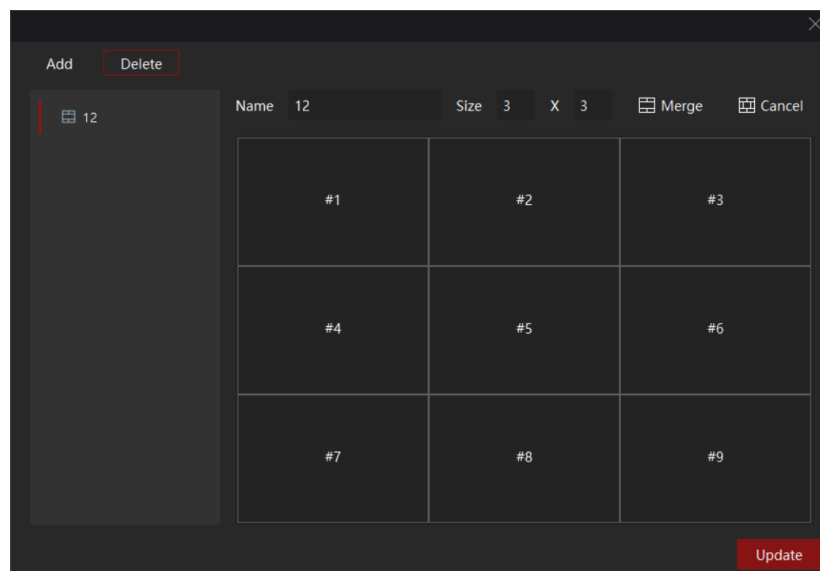 Add Delete
12
Name 12 Size 3 X 3 Merge Cancel
#1 #2 #3
#4 #5 #6
#7 #8 #9
Update